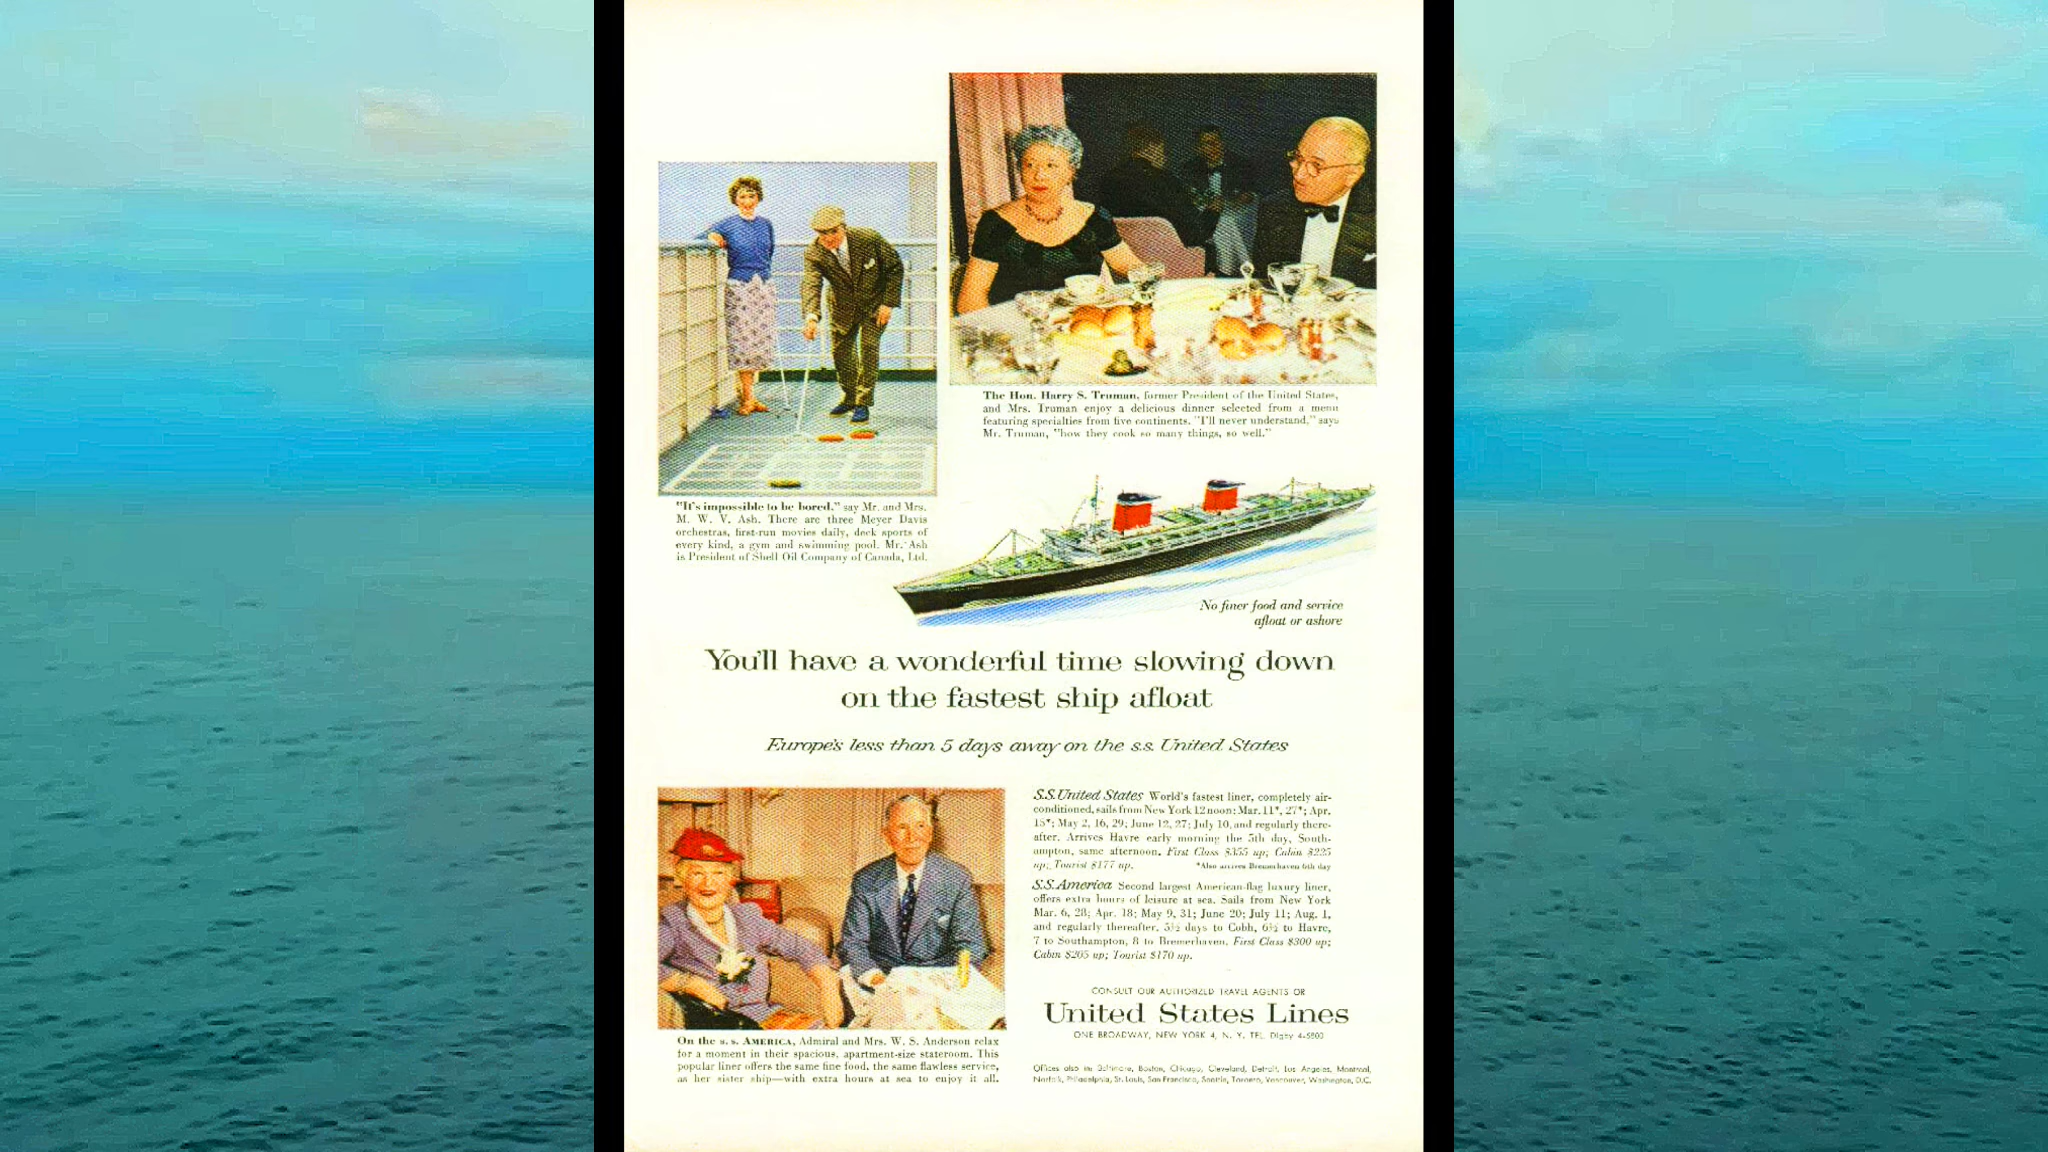 The Hon. Harry S. Truman, former President of the United States,
and Mrs. Truman enjoy a delicious dinner selected from a menu
featuring specialties from five continents. "I'll never understand," says
Mr. Truman, "how they cook so many things, so well."
"It's impossible to be bored," say Mr. and Mrs.
M. W. V. Ash. There are three Meyer Davis
orchestras, first-run movies daily, deck sports of
every kind, a gym and swimming pool. Mr. Ash
is President of Shell Oil Company of Canada, Ltd.
No finer food and service
afloat or ashore
You'll have a wonderful time slowing down
on the fastest ship afloat
Europe's less than 5 days away on the s.s. United States
On the s. s. AMERICA, Admiral and Mrs. W. S. Anderson relax
for a moment in their spacious, apartment-size stateroom. This
popular liner offers the same fine food, the same flawless service,
as her sister ship—with extra hours at sea to enjoy it all.
S.S. United States World's fastest liner, completely air-
conditioned, sails from New York 12 noon: Mar. 11*, 27*; Apr.
15*; May 2, 16, 29; June 12, 27; July 10, and regularly there-
after. Arrives Havre early morning the 5th day, South-
ampton, same afternoon. First Class $355 up; Cabin $225
up; Tourist $177 up. *Also arrives Bremerhaven 6th day
S.S. America Second largest American-flag luxury liner,
offers extra hours of leisure at sea. Sails from New York
Mar. 6, 28; Apr. 18; May 9, 31; June 20; July 11; Aug. 1,
and regularly thereafter. 5½ days to Cobh, 6½ to Havre,
7 to Southampton, 8 to Bremerhaven. First Class $300 up;
Cabin $205 up; Tourist $170 up.
CONSULT OUR AUTHORIZED TRAVEL AGENTS OR
United States Lines
ONE BROADWAY, NEW YORK 4, N. Y. TEL. Digby 4-5800
Offices also in: Baltimore, Boston, Chicago, Cleveland, Detroit, Los Angeles, Montreal,
Norfolk, Philadelphia, St. Louis, San Francisco, Seattle, Toronto, Vancouver, Washington, D.C.